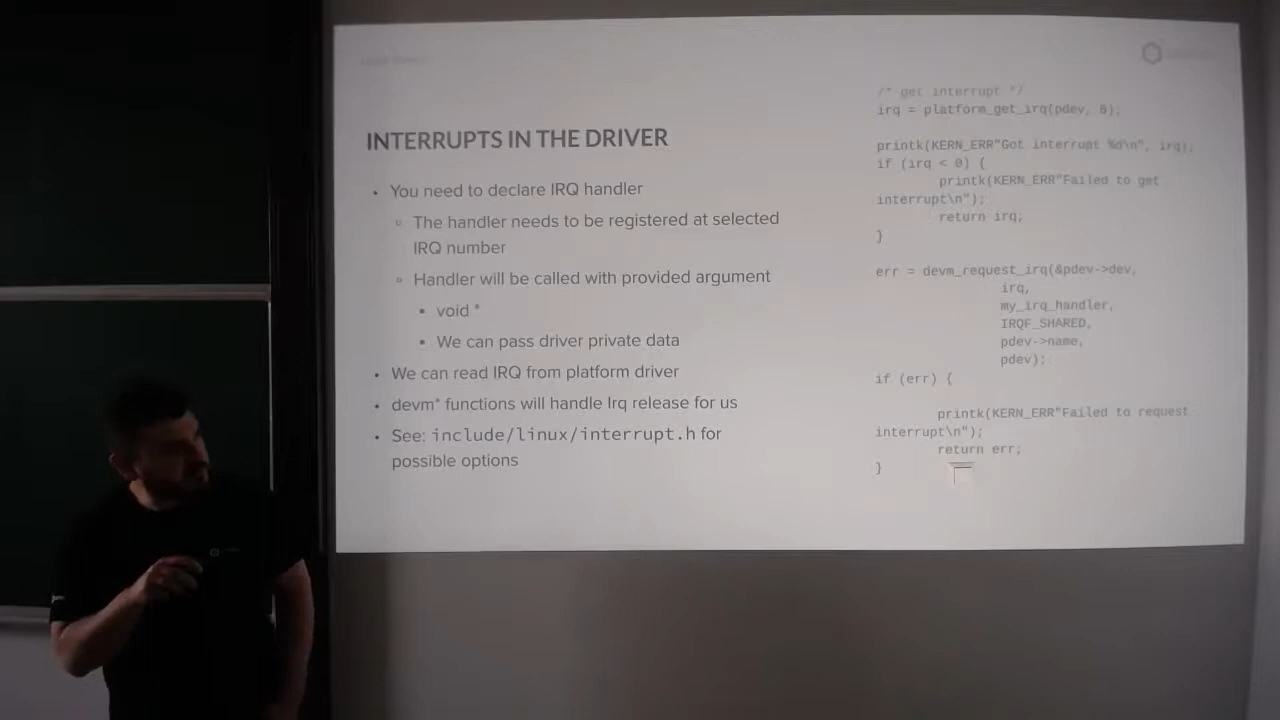 INTERRUPTS IN THE DRIVER
• You need to declare IRQ handler
◦ The handler needs to be registered at selected
IRQ number
◦ Handler will be called with provided argument
▪ void *
▪ We can pass driver private data
• We can read IRQ from platform driver
• devm* functions will handle Irq release for us
• See: include/linux/interrupt.h for
possible options
/* get interrupt */
irq = platform_get_irq(pdev, 0);
printk(KERN_ERR"Got interrupt %d\n", irq);
if (irq < 0) {
printk(KERN_ERR"Failed to get
interrupt\n");
return irq;
}
err = devm_request_irq(&pdev->dev,
irq,
my_irq_handler,
IRQF_SHARED,
pdev->name,
pdev);
if (err) {
printk(KERN_ERR"Failed to request
interrupt\n");
return err;
}